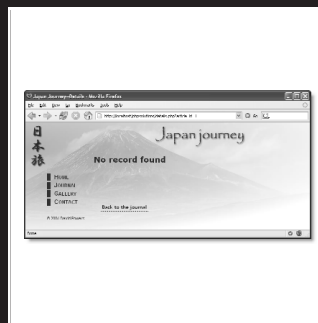 Japan Journey–Details - Mozilla Firefox
File Edit View Go Bookmarks Tools Help
日本旅
Japan journey
No record found
HOME
JOURNAL
GALLERY
CONTACT
Back to the journal
Done